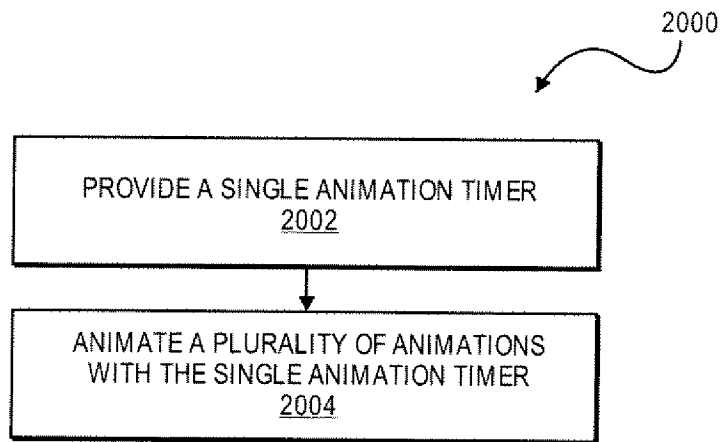 2000
PROVIDE A SINGLE ANIMATION TIMER
2002
ANIMATE A PLURALITY OF ANIMATIONS
WITH THE SINGLE ANIMATION TIMER
2004